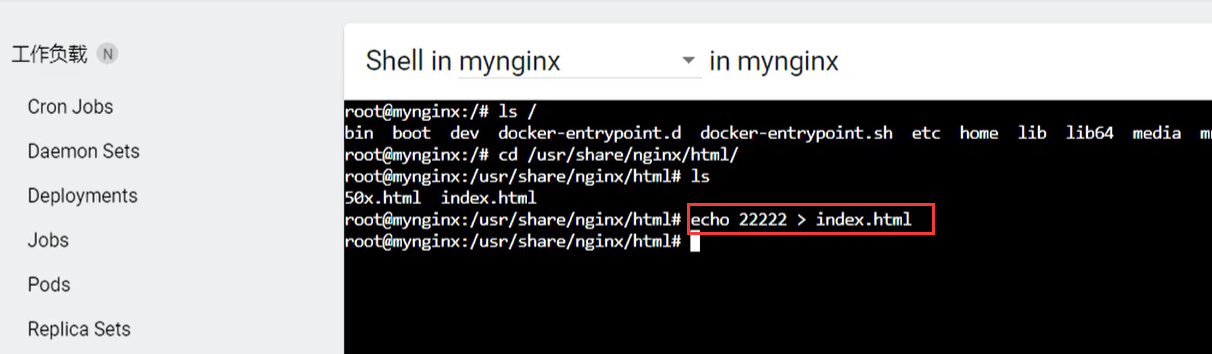 工作负载 N
Cron Jobs
Daemon Sets
Deployments
Jobs
Pods
Replica Sets
Shell in mynginx in mynginx
root@mynginx:/# ls /
bin boot dev docker-entrypoint.d docker-entrypoint.sh etc home lib lib64 media
root@mynginx:/# cd /usr/share/nginx/html/
root@mynginx:/usr/share/nginx/html# ls
50x.html index.html
root@mynginx:/usr/share/nginx/html# echo 22222 > index.html
root@mynginx:/usr/share/nginx/html#